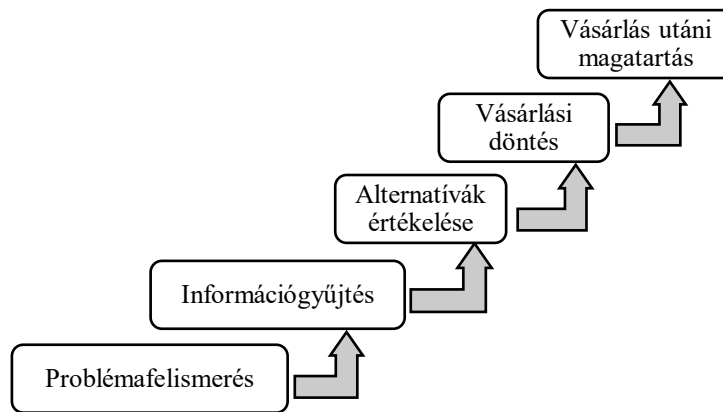 Vásárlás utáni
magatartás
Vásárlási
döntés
Alternatívák
értékelése
Információgyűjtés
Problémafelismerés